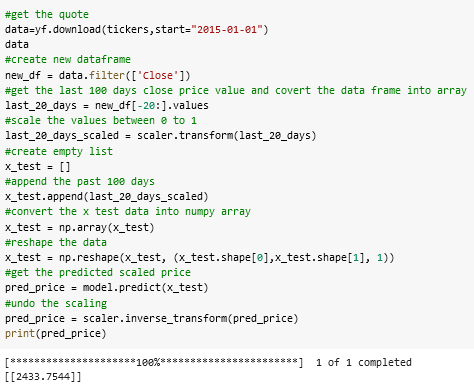 #get the quote
data=yf.download(tickers,start="2015-01-01")
data
#create new dataframe
new_df = data.filter(['Close'])
#get the last 100 days close price value and covert the data frame into array
last_20_days = new_df[-20:].values
#scale the values between 0 to 1
last_20_days_scaled = scaler.transform(last_20_days)
#create empty list
x_test = []
#append the past 100 days
x_test.append(last_20_days_scaled)
#convert the x test data into numpy array
x_test = np.array(x_test)
#reshape the data
x_test = np.reshape(x_test, (x_test.shape[0],x_test.shape[1], 1))
#get the predicted scaled price
pred_price = model.predict(x_test)
#undo the scaling
pred_price = scaler.inverse_transform(pred_price)
print(pred_price)
[*********************100%***********************]  1 of 1 completed
[[2433.7544]]